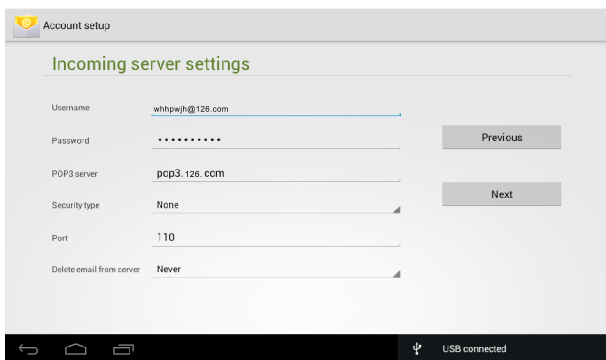 Account setup
Incoming server settings
Username
whhpwjh@126.com
Password
••••••••••
POP3 server
pop3.126.com
Security type
None
Port
110
Delete email from server
Never
Previous
Next
USB connected